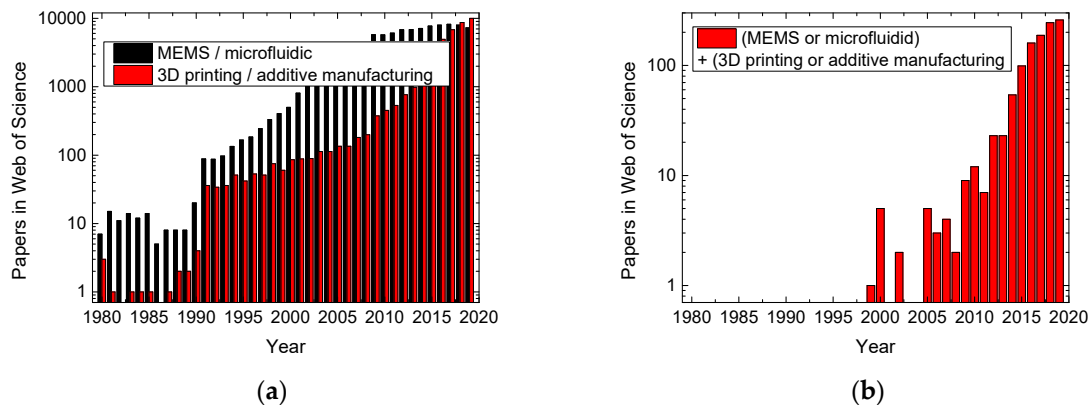 10000
1000
100
10
1
Papers in Web of Science
MEMS / microfluidic
3D printing / additive manufacturing
1980 1985 1990 1995 2000 2005 2010 2015 2020
Year
(a)
100
10
1
Papers in Web of Science
(MEMS or microfluidid)
+ (3D printing or additive manufacturing
1980 1985 1990 1995 2000 2005 2010 2015 2020
Year
(b)